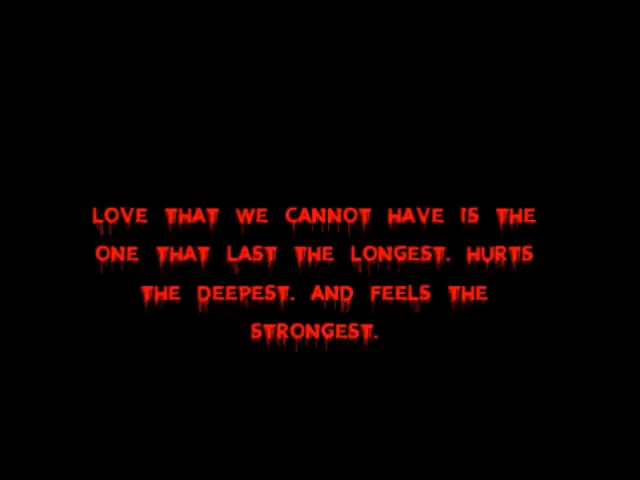 LOVE THAT WE CANNOT HAVE IS THE
ONE THAT LAST THE LONGEST. HURTS
THE DEEPEST. AND FEELS THE
STRONGEST.